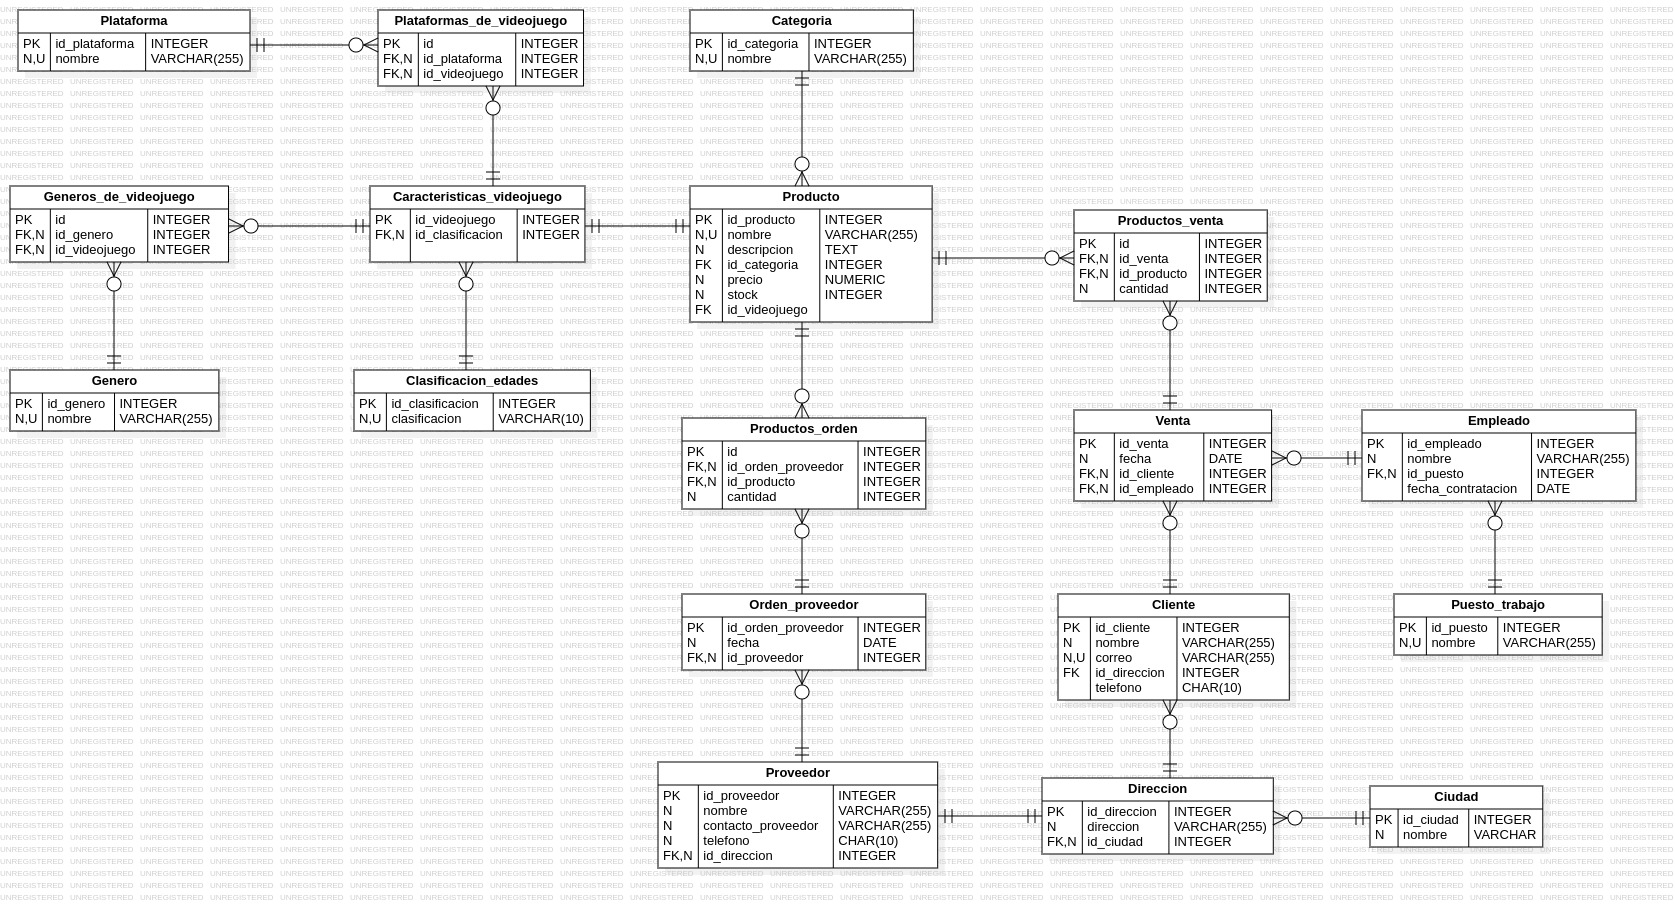 Plataforma
PK id_plataforma INTEGER
N,U nombre VARCHAR(255)
Plataformas_de_videojuego
PK id INTEGER
FK,N id_plataforma INTEGER
FK,N id_videojuego INTEGER
Categoria
PK id_categoria INTEGER
N,U nombre VARCHAR(255)
Generos_de_videojuego
PK id INTEGER
FK,N id_genero INTEGER
FK,N id_videojuego INTEGER
Caracteristicas_videojuego
PK id_videojuego INTEGER
FK,N id_clasificacion INTEGER
Producto
PK id_producto INTEGER
N,U nombre VARCHAR(255)
N descripcion TEXT
FK id_categoria INTEGER
N precio NUMERIC
N stock INTEGER
FK id_videojuego
Productos_venta
PK id INTEGER
FK,N id_venta INTEGER
FK,N id_producto INTEGER
N cantidad INTEGER
Genero
PK id_genero INTEGER
N,U nombre VARCHAR(255)
Clasificacion_edades
PK id_clasificacion INTEGER
N,U clasificacion VARCHAR(10)
Productos_orden
PK id INTEGER
FK,N id_orden_proveedor INTEGER
FK,N id_producto INTEGER
N cantidad INTEGER
Venta
PK id_venta INTEGER
N fecha DATE
FK,N id_cliente INTEGER
FK,N id_empleado INTEGER
Empleado
PK id_empleado INTEGER
N nombre VARCHAR(255)
FK,N id_puesto INTEGER
fecha_contratacion DATE
Orden_proveedor
PK id_orden_proveedor INTEGER
N fecha DATE
FK,N id_proveedor INTEGER
Cliente
PK id_cliente INTEGER
N nombre VARCHAR(255)
N,U correo VARCHAR(255)
FK id_direccion INTEGER
telefono CHAR(10)
Puesto_trabajo
PK id_puesto INTEGER
N,U nombre VARCHAR(255)
Proveedor
PK id_proveedor INTEGER
N nombre VARCHAR(255)
N contacto_proveedor VARCHAR(255)
N telefono CHAR(10)
FK,N id_direccion INTEGER
Direccion
PK id_direccion INTEGER
N direccion VARCHAR(255)
FK,N id_ciudad INTEGER
Ciudad
PK id_ciudad INTEGER
N nombre VARCHAR
UNREGISTERED